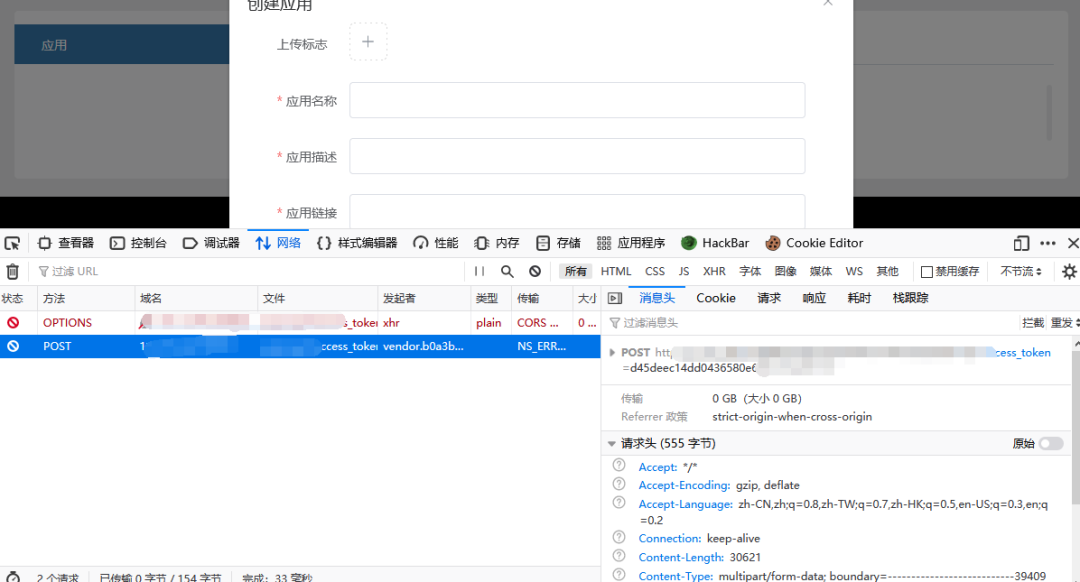 创建应用
应用
上传标志
* 应用名称
* 应用描述
* 应用链接
查看器 控制台 调试器 网络 样式编辑器 性能 内存 存储 应用程序 HackBar Cookie Editor
过滤 URL
所有 HTML CSS JS XHR 字体 图像 媒体 WS 其他 禁用缓存 不节流
状态 方法 域名 文件 发起者 类型 传输 大小
消息头 Cookie 请求 响应 耗时 栈跟踪
OPTIONS s_token xhr plain CORS ... 0 ...
过滤消息头 拦截 重发
POST 1 ccess_token vendor.b0a3b... NS_ERR...
POST htt cess_token
=d45deec14dd0436580e6
传输 0 GB（大小 0 GB）
Referrer 政策 strict-origin-when-cross-origin
请求头 (555 字节) 原始
Accept: */*
Accept-Encoding: gzip, deflate
Accept-Language: zh-CN,zh;q=0.8,zh-TW;q=0.7,zh-HK;q=0.5,en-US;q=0.3,en;q
=0.2
Connection: keep-alive
Content-Length: 30621
Content-Type: multipart/form-data; boundary=---------------------------39409
2 个请求 已传输 0 字节 / 154 字节 完成：33 毫秒